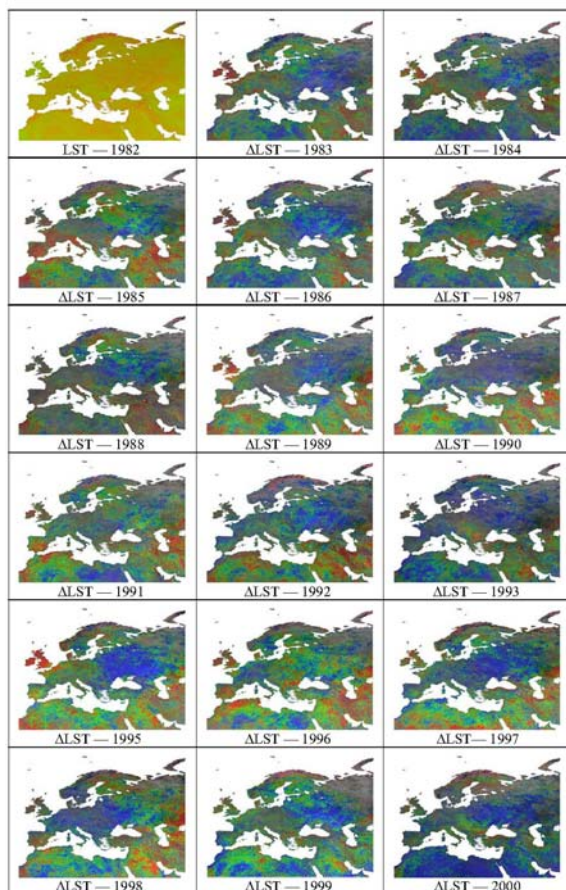 LST — 1982
ΔLST — 1983
ΔLST — 1984
ΔLST — 1985
ΔLST — 1986
ΔLST — 1987
ΔLST — 1988
ΔLST — 1989
ΔLST — 1990
ΔLST — 1991
ΔLST — 1992
ΔLST — 1993
ΔLST — 1995
ΔLST — 1996
ΔLST — 1997
ΔLST — 1998
ΔLST — 1999
ΔLST — 2000